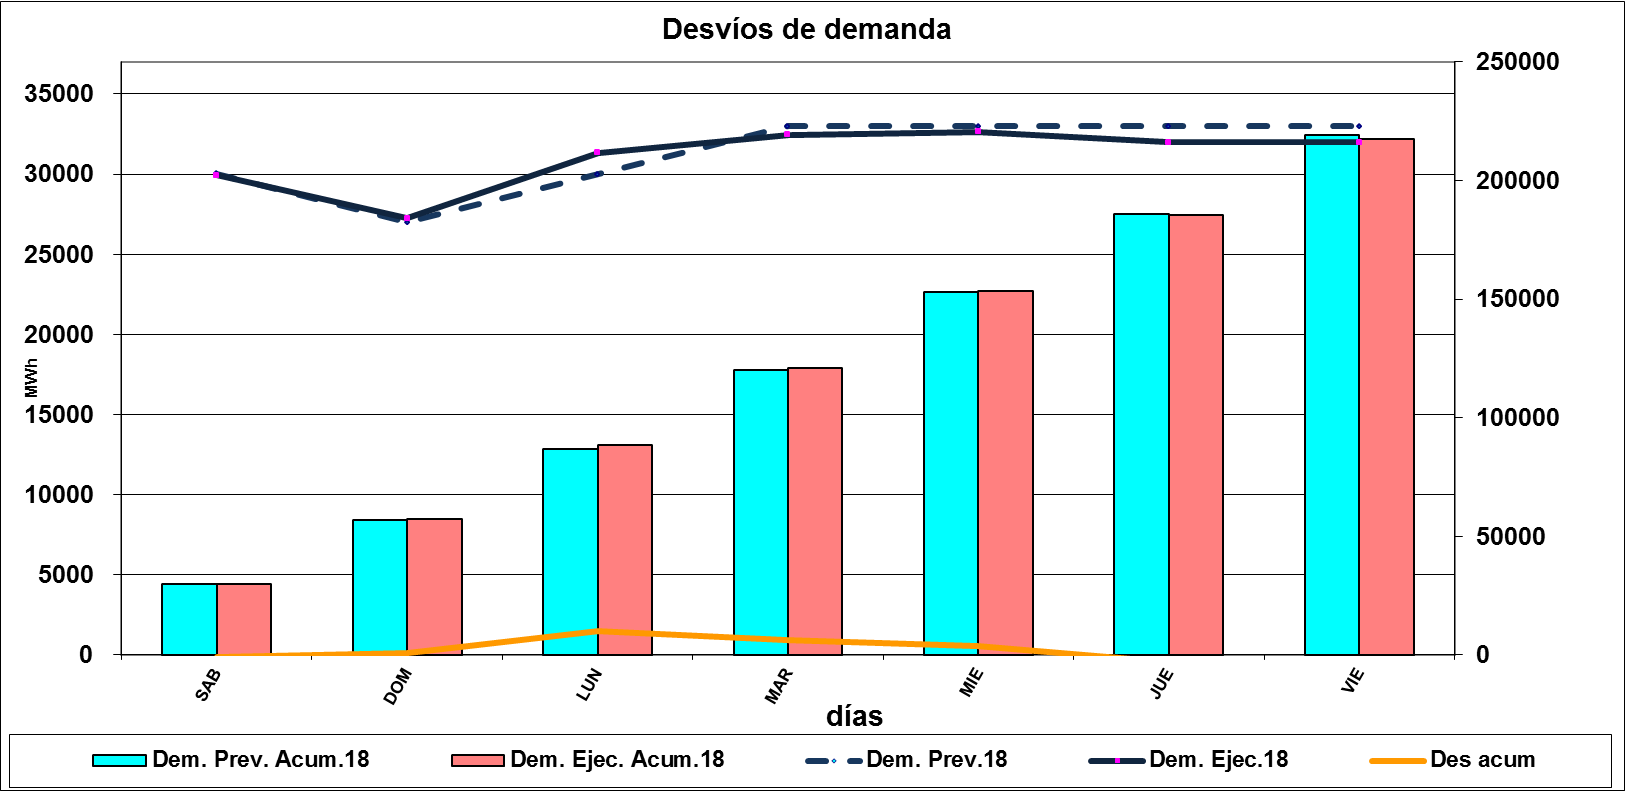 Desvíos de demanda
35000
30000
25000
20000
15000
10000
5000
0
MWh
250000
200000
150000
100000
50000
0
SAB DOM LUN MAR MIE JUE VIE
días
Dem. Prev. Acum.18 Dem. Ejec. Acum.18 Dem. Prev.18 Dem. Ejec.18 Des acum